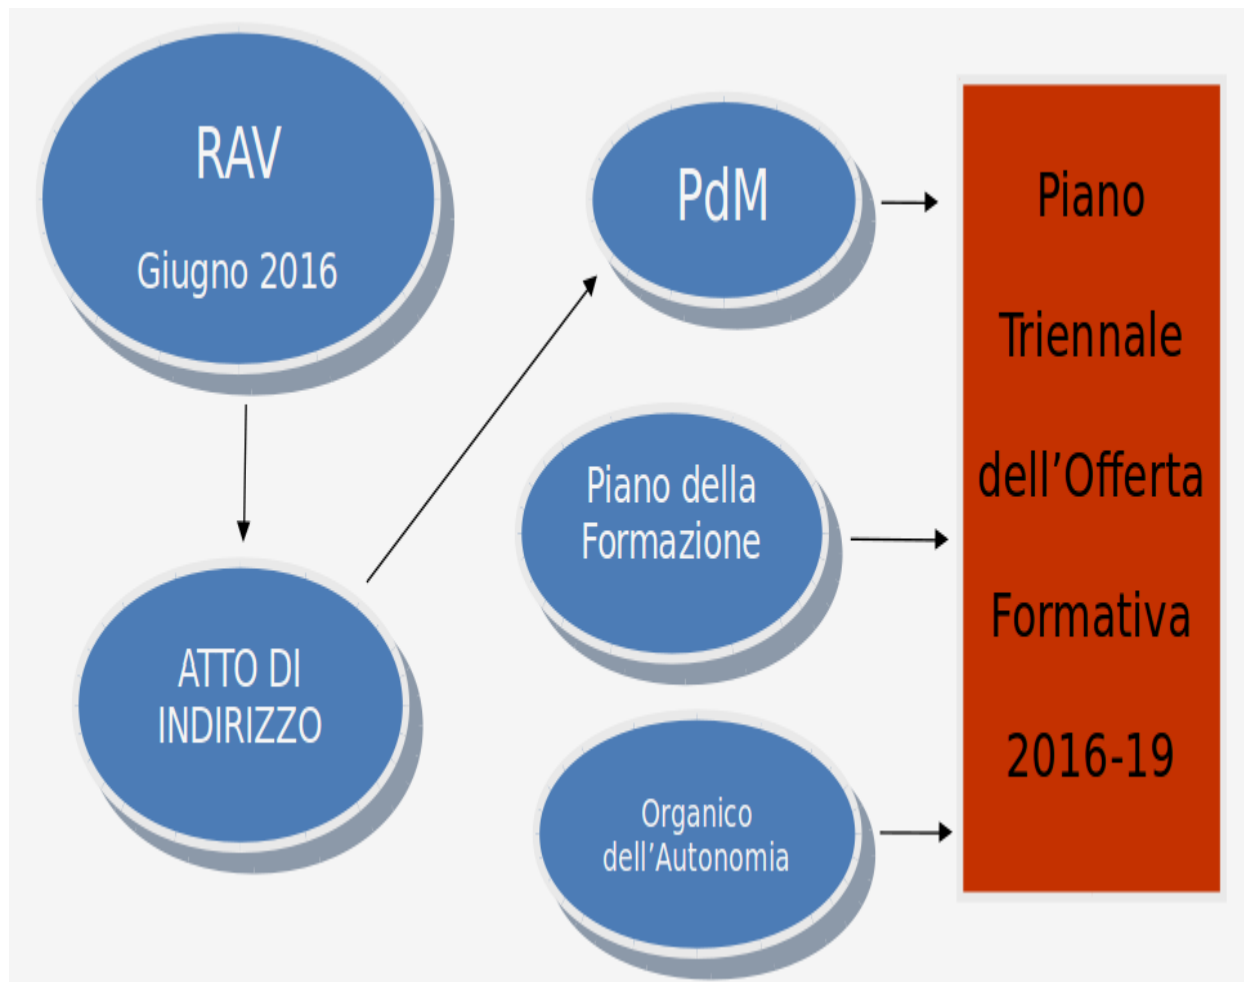 RAV
Giugno 2016
ATTO DI
INDIRIZZO
PdM
Piano della
Formazione
Organico
dell’Autonomia
Piano
Triennale
dell’Offerta
Formativa
2016-19